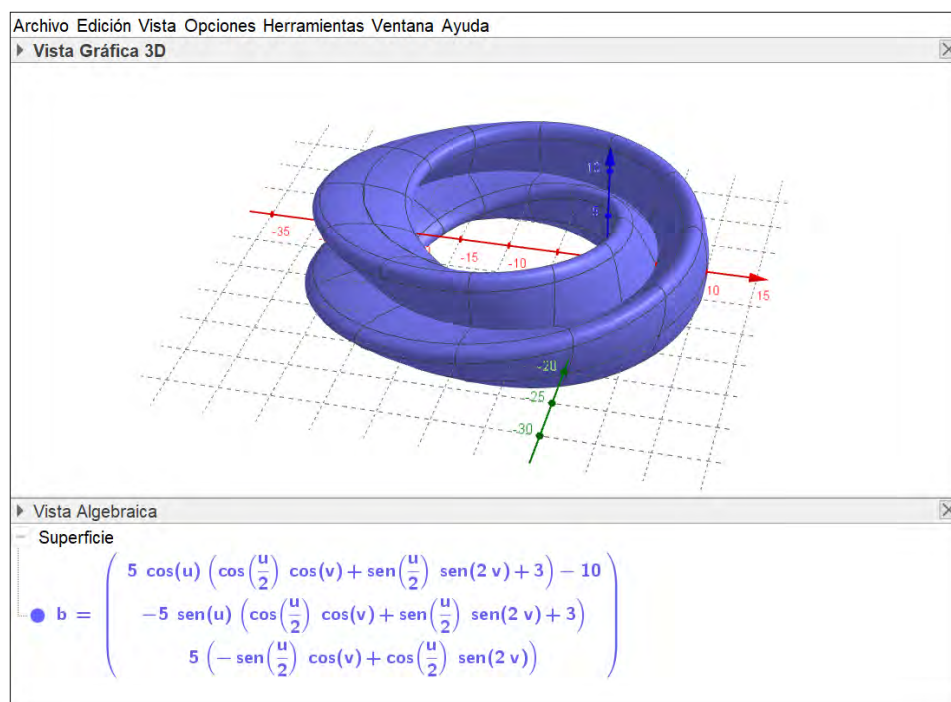 Archivo Edición Vista Opciones Herramientas Ventana Ayuda
Vista Gráfica 3D
10
5
-35
-15
-10
10
15
-20
-25
-30
Vista Algebraica
Superficie
5 cos(u) (cos(u/2) cos(v) + sen(u/2) sen(2 v) + 3) − 10
b = −5 sen(u) (cos(u/2) cos(v) + sen(u/2) sen(2 v) + 3)
5 (− sen(u/2) cos(v) + cos(u/2) sen(2 v))